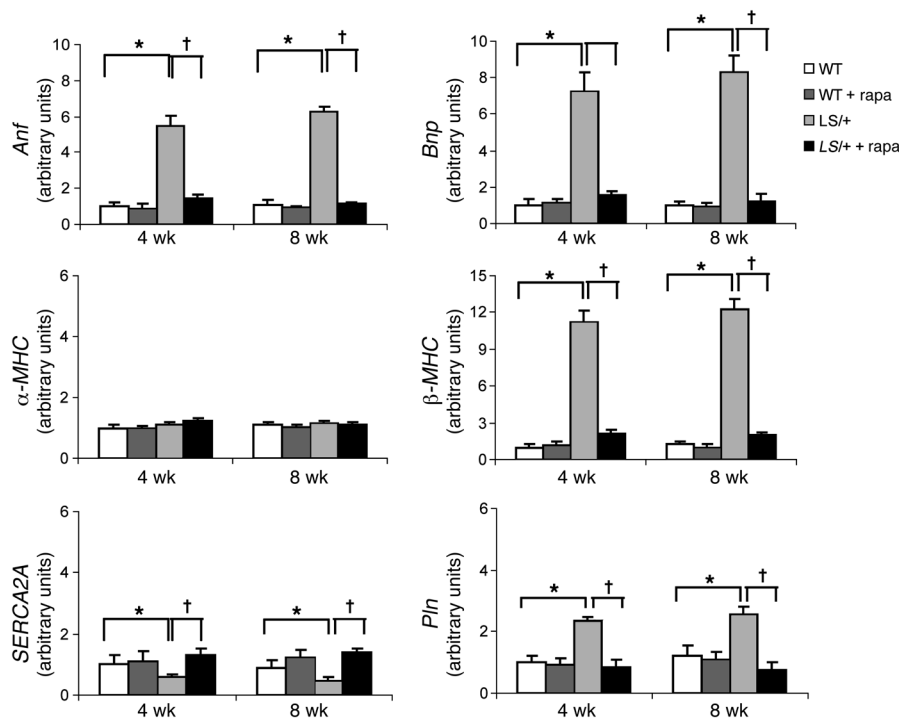 Anf
(arbitrary units)
10
8
6
4
2
0
* †
* †
4 wk 8 wk
Bnp
(arbitrary units)
10
8
6
4
2
0
*
* †
4 wk 8 wk
WT
WT + rapa
LS/+
LS/+ + rapa
α-MHC
(arbitrary units)
6
4
2
0
4 wk 8 wk
β-MHC
(arbitrary units)
15
12
9
6
3
0
* †
* †
4 wk 8 wk
SERCA2A
(arbitrary units)
6
4
2
0
* †
* †
4 wk 8 wk
Pln
(arbitrary units)
6
4
2
0
* †
* †
4 wk 8 wk